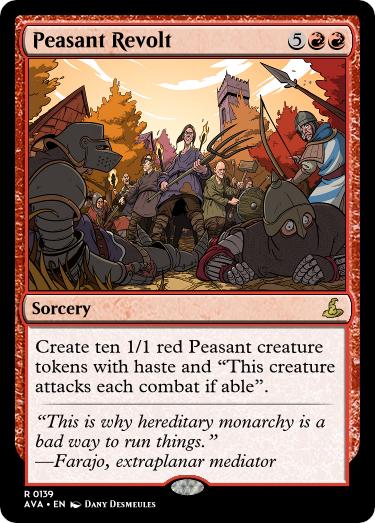 Peasant Revolt 5
Sorcery
Create ten 1/1 red Peasant creature
tokens with haste and “This creature
attacks each combat if able”.
“This is why hereditary monarchy is a
bad way to run things.”
—Farajo, extraplanar mediator
R 0139
AVA • EN DANY DESMEULES